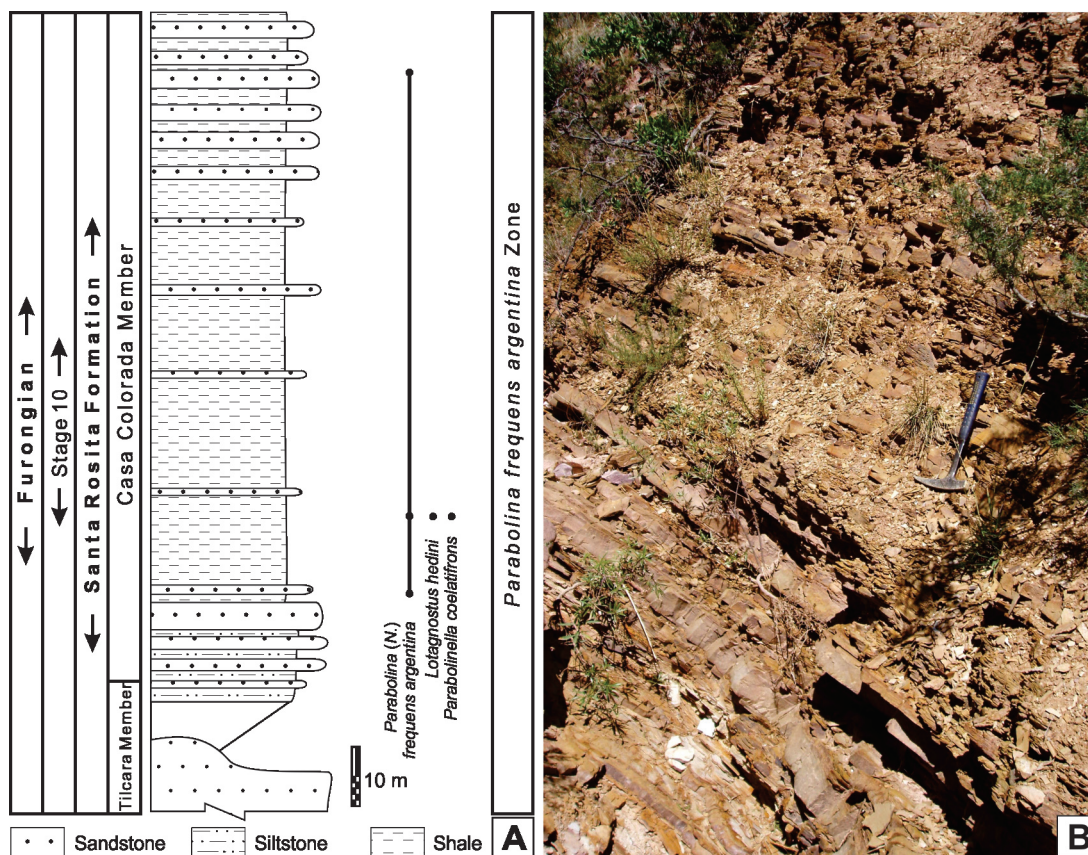 Furongian
Stage 10
Santa Rosita Formation
Casa Colorada Member
Tilcara Member
Parabolina (N.)
frequens argentina
Lotagnostus hedini
Parabolinella coelatifrons
10 m
Parabolina frequens argentina Zone
Sandstone
Siltstone
Shale
A
B